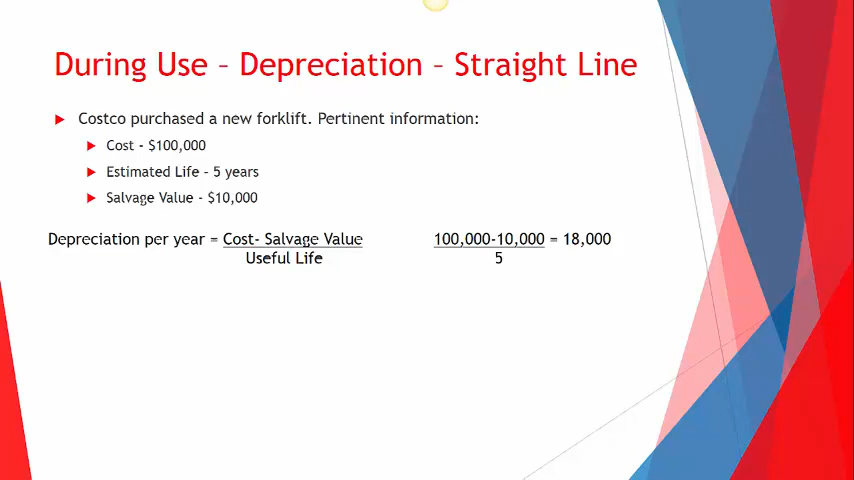 During Use – Depreciation – Straight Line
Costco purchased a new forklift. Pertinent information:
Cost - $100,000
Estimated Life – 5 years
Salvage Value - $10,000
Depreciation per year = Cost- Salvage Value
Useful Life
100,000-10,000 = 18,000
5